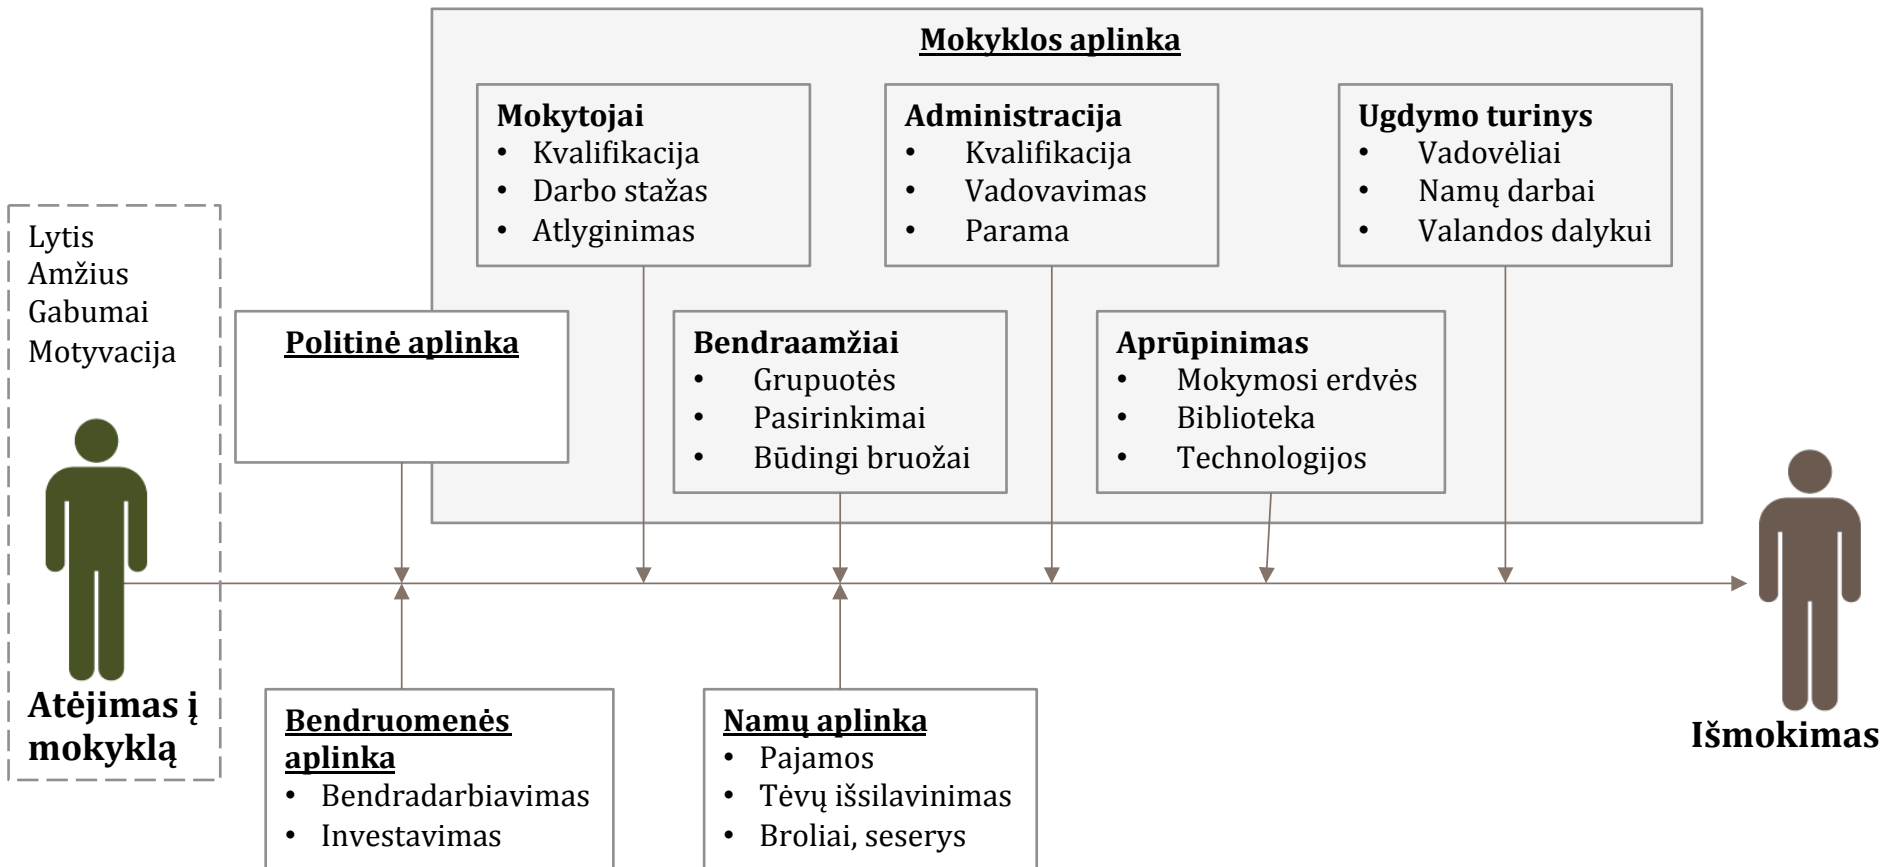 Mokyklos aplinka
Mokytojai
• Kvalifikacija
• Darbo stažas
• Atlyginimas
Administracija
• Kvalifikacija
• Vadovavimas
• Parama
Ugdymo turinys
• Vadovėliai
• Namų darbai
• Valandos dalykui
Lytis
Amžius
Gabumai
Motyvacija
Politinė aplinka
Bendraamžiai
• Grupuotės
• Pasirinkimai
• Būdingi bruožai
Aprūpinimas
• Mokymosi erdvės
• Biblioteka
• Technologijos
Atėjimas į
mokyklą
Bendruomenės
aplinka
• Bendradarbiavimas
• Investavimas
Namų aplinka
• Pajamos
• Tėvų išsilavinimas
• Broliai, seserys
Išmokimas